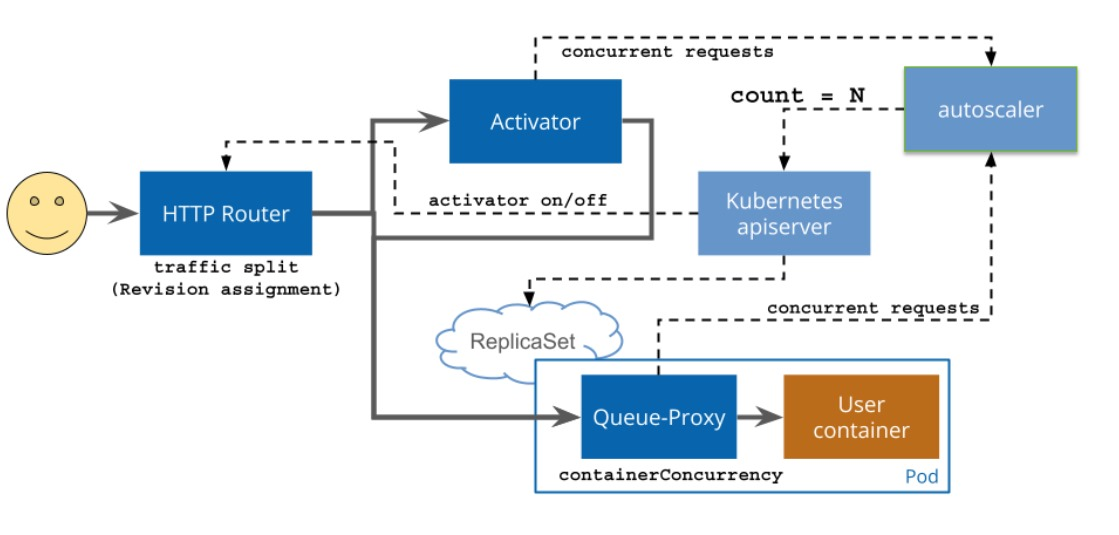 concurrent requests
count = N
autoscaler
Activator
HTTP Router
activator on/off
Kubernetes
apiserver
traffic split
(Revision assignment)
concurrent requests
ReplicaSet
Queue-Proxy
User
container
containerConcurrency
Pod